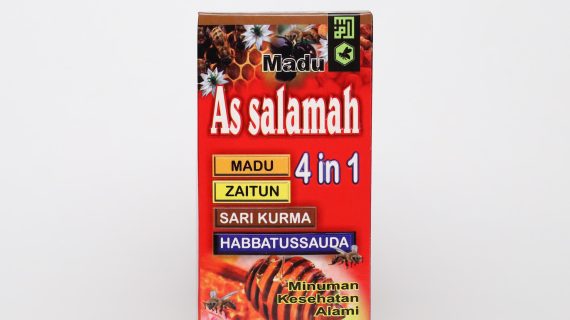 Madu
As salamah
4 in 1
MADU
ZAITUN
SARI KURMA
HABBATUSSAUDA
Minuman
Kesehatan
Alami